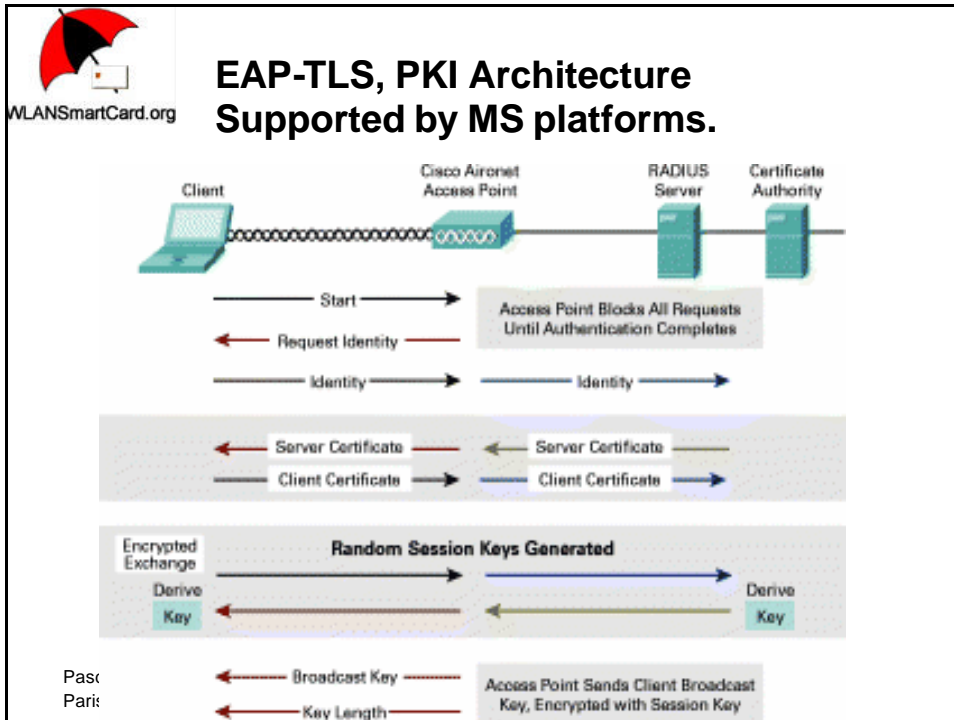 WLANSmartCard.org
EAP-TLS, PKI Architecture
Supported by MS platforms.
Client
Cisco Aironet
Access Point
RADIUS
Server
Certificate
Authority
Start
Access Point Blocks All Requests
Until Authentication Completes
Request Identity
Identity
Identity
Server Certificate
Server Certificate
Client Certificate
Client Certificate
Encrypted
Exchange
Random Session Keys Generated
Derive
Key
Derive
Key
Broadcast Key
Access Point Sends Client Broadcast
Key, Encrypted with Session Key
Key Length